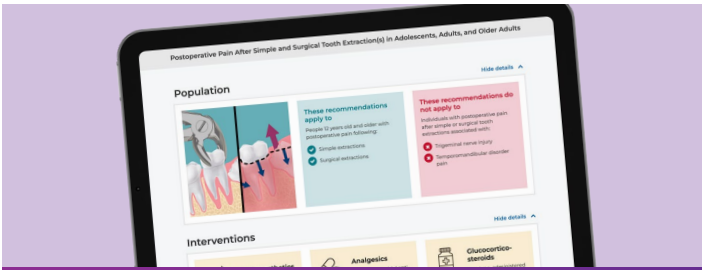 Postoperative Pain After Simple and Surgical Tooth Extraction(s) in Adolescents, Adults, and Older Adults
Hide details
Population
These recommendations
apply to
People 12 years old and older with
postoperative pain following:
Simple extractions
Surgical extractions
These recommendations do
not apply to
Individuals with postoperative pain
after simple or surgical tooth
extractions associated with:
Trigeminal nerve injury
Temporomandibular disorder
pain
Hide details
Interventions
Analgesics
Glucocortico-
steroids